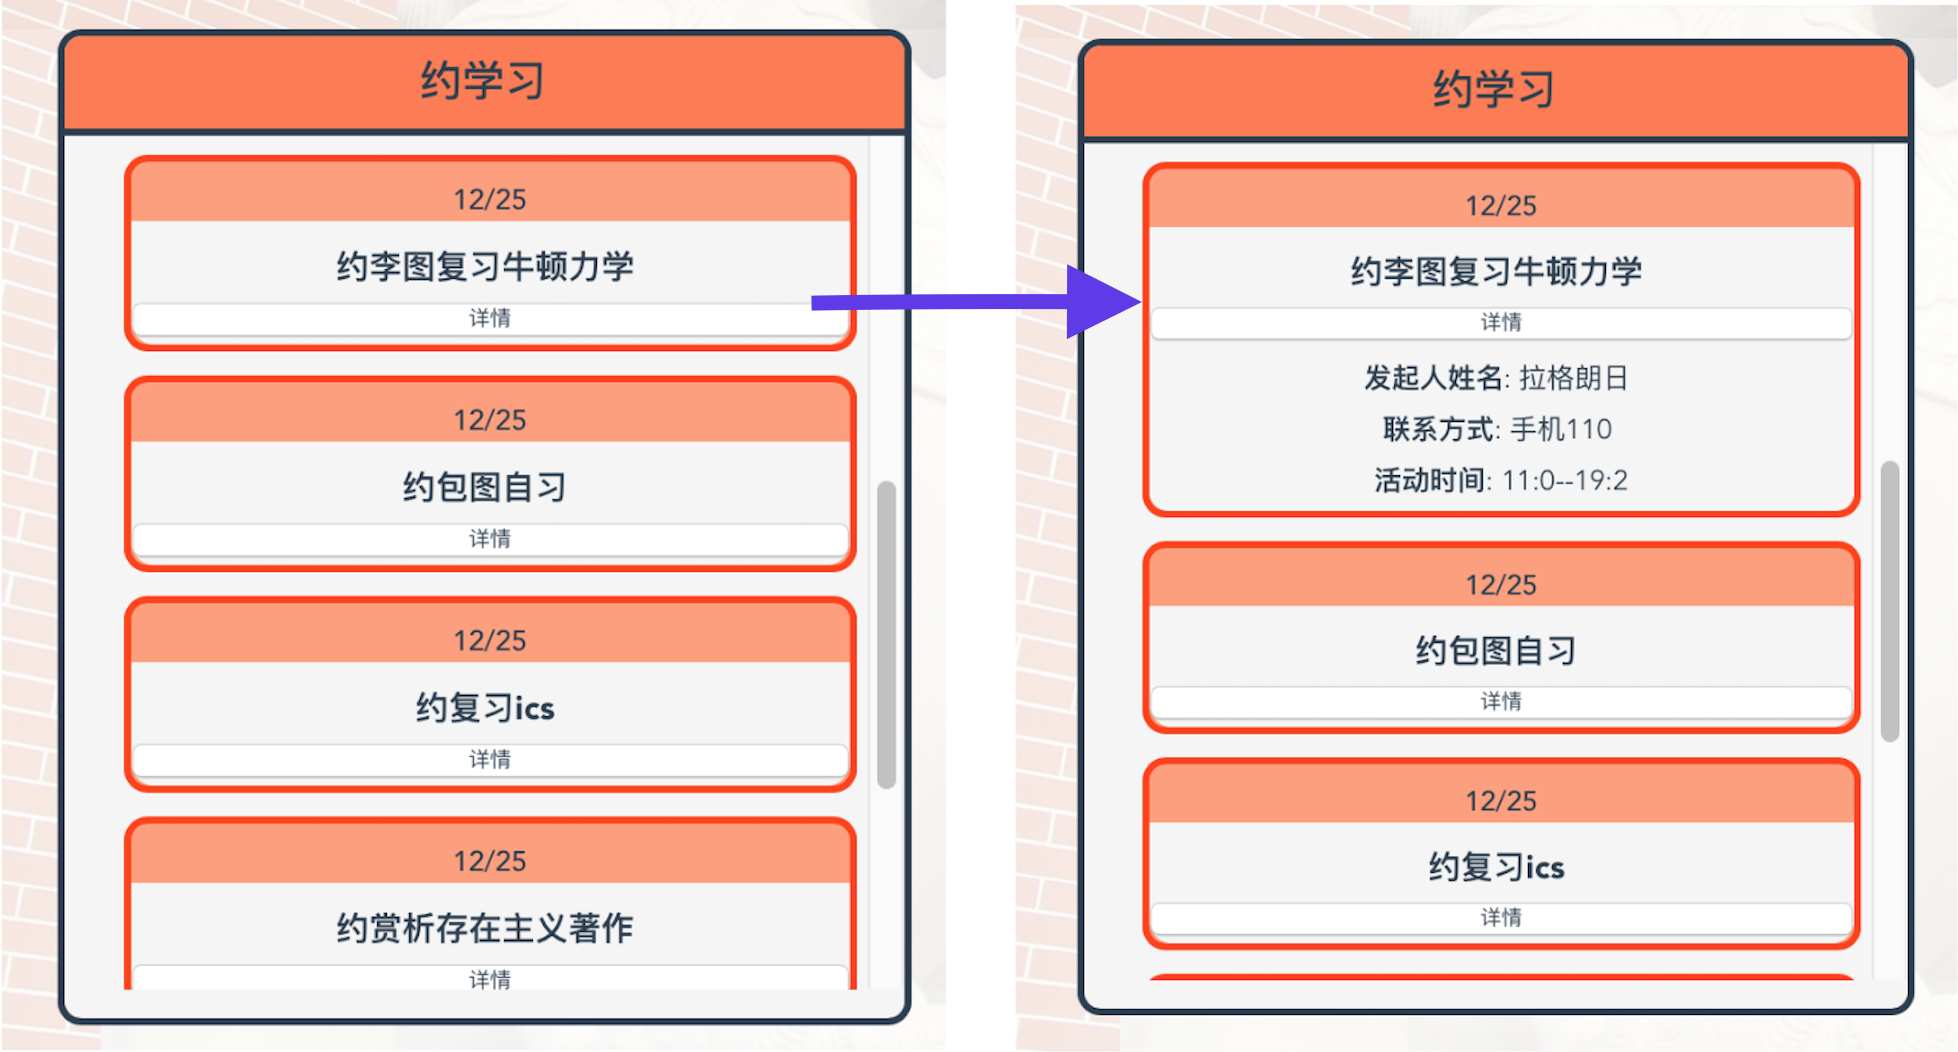 约学习
12/25
约李图复习牛顿力学
详情
12/25
约包图自习
详情
12/25
约复习ics
详情
12/25
约赏析存在主义著作
详情
约学习
12/25
约李图复习牛顿力学
详情
发起人姓名: 拉格朗日
联系方式: 手机110
活动时间: 11:0--19:2
12/25
约包图自习
详情
12/25
约复习ics
详情